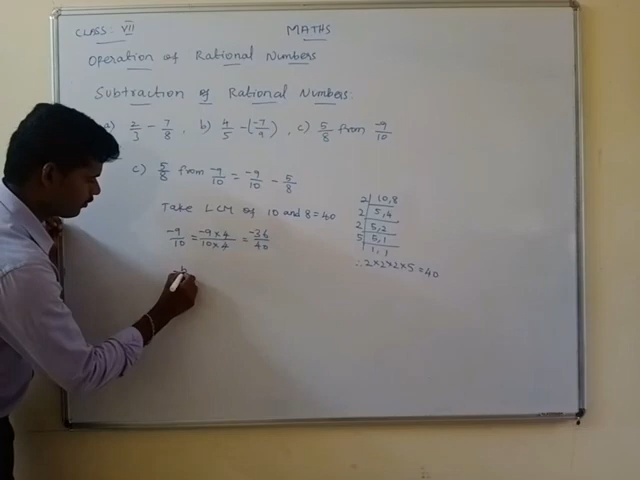 CLASS: VII MATHS
Operation of Rational Numbers
Subtraction of Rational Numbers
a) 2/3 - 7/8, b) 4/5 - (-7/9), c) 5/8 from -9/10
c) 5/8 from -9/10 = -9/10 - 5/8
Take LCM of 10 and 8 = 40
-9/10 = -9×4/10×4 = -36/40
2 | 10, 8
2 | 5, 4
2 | 5, 2
5 | 5, 1
1, 1
∴ 2×2×2×5 = 40